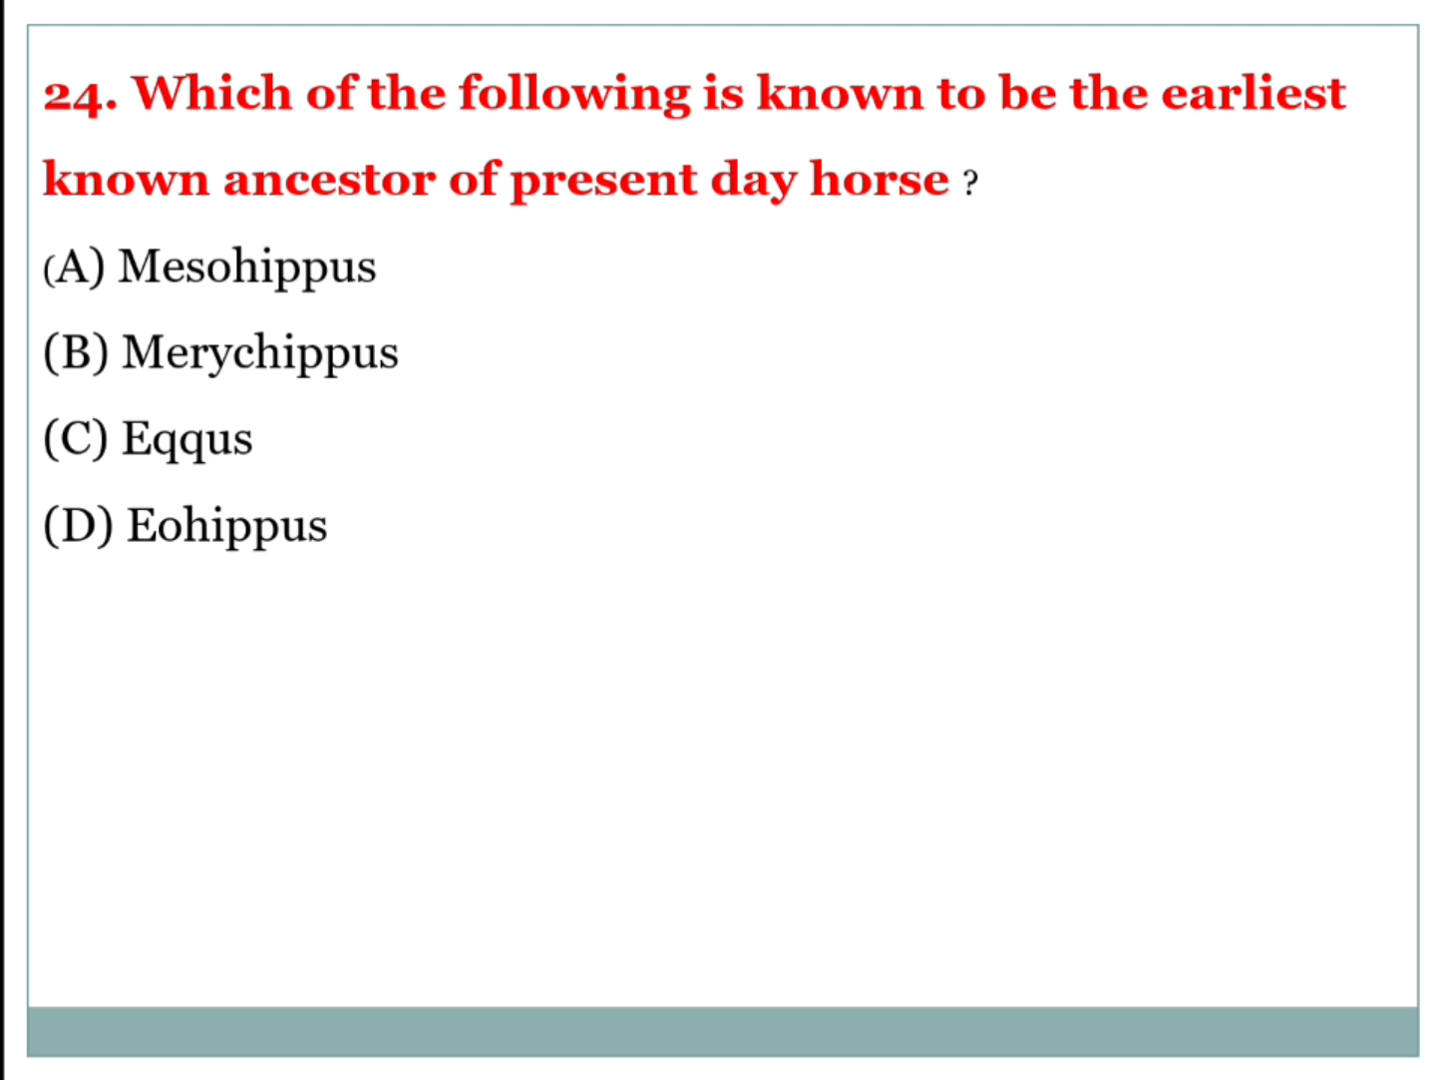 24. Which of the following is known to be the earliest
known ancestor of present day horse ?
(A) Mesohippus
(B) Merychippus
(C) Eqqus
(D) Eohippus